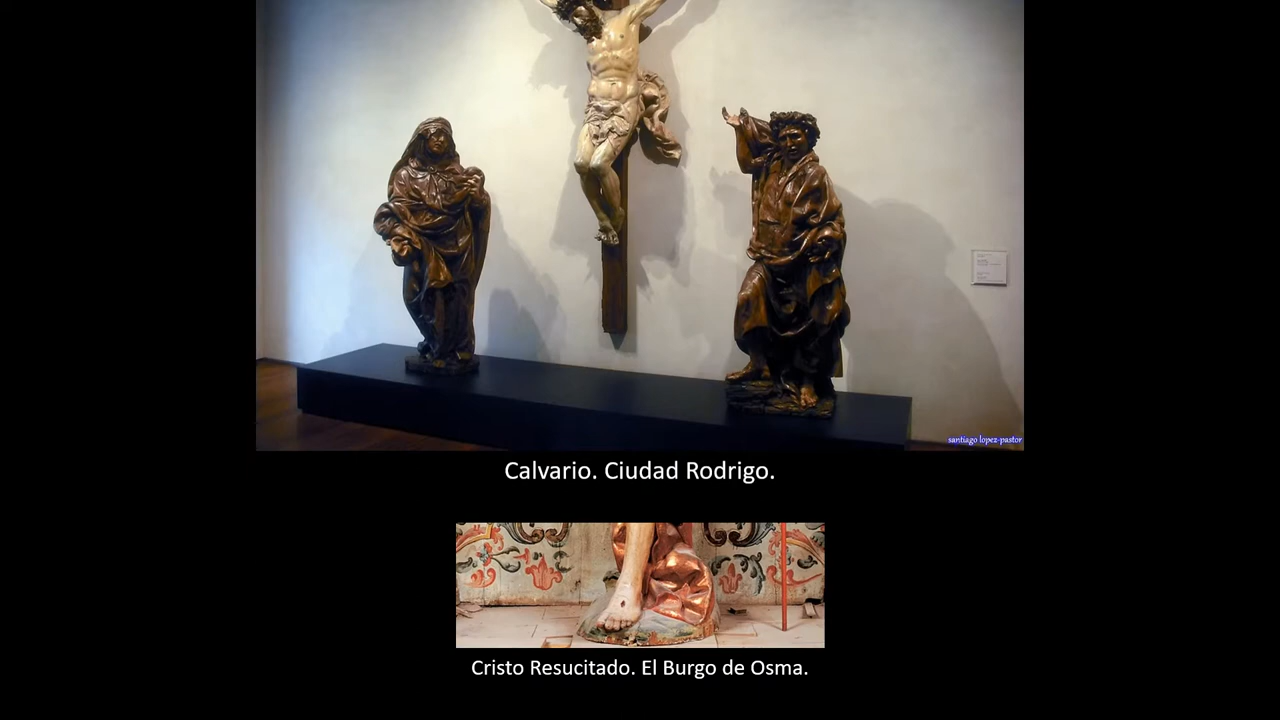 santiago lopez-pastor
Calvario. Ciudad Rodrigo.
Cristo Resucitado. El Burgo de Osma.